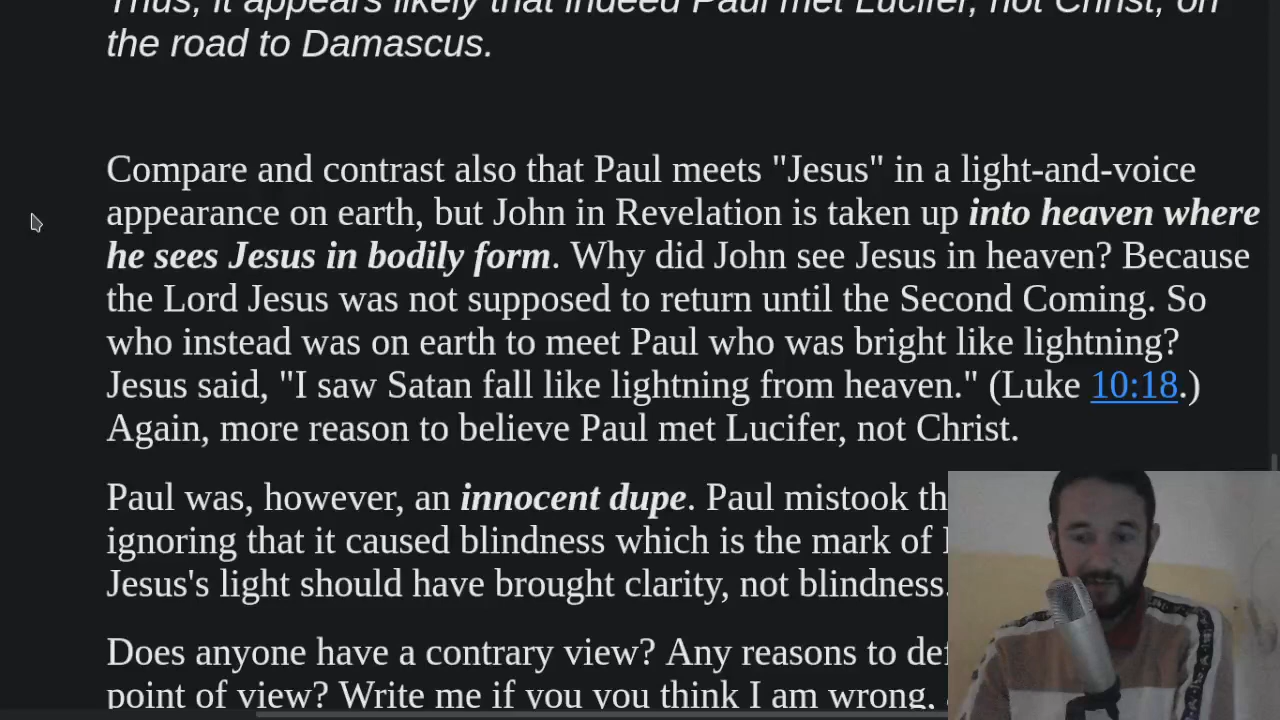 Thus, it appears likely that indeed Paul met Lucifer, not Christ, on
the road to Damascus.
Compare and contrast also that Paul meets "Jesus" in a light-and-voice
appearance on earth, but John in Revelation is taken up into heaven where
he sees Jesus in bodily form. Why did John see Jesus in heaven? Because
the Lord Jesus was not supposed to return until the Second Coming. So
who instead was on earth to meet Paul who was bright like lightning?
Jesus said, "I saw Satan fall like lightning from heaven." (Luke 10:18.)
Again, more reason to believe Paul met Lucifer, not Christ.
Paul was, however, an innocent dupe. Paul mistook
ignoring that it caused blindness which is the mark of
Jesus's light should have brought clarity, not blindness.
Does anyone have a contrary view? Any reasons to
point of view? Write me if you you think I am wrong,